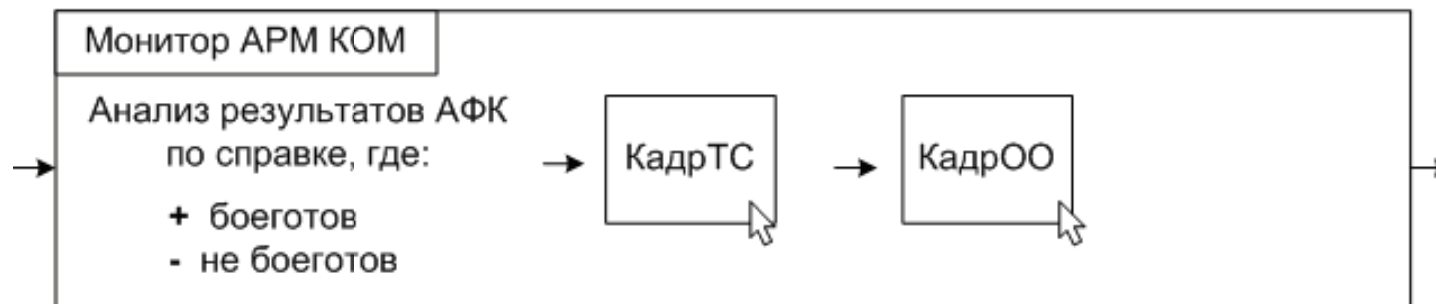 Монитор АРМ КОМ
Анализ результатов АФК
по справке, где:
+ боеготов
- не боеготов
КадрТС
КадрОО